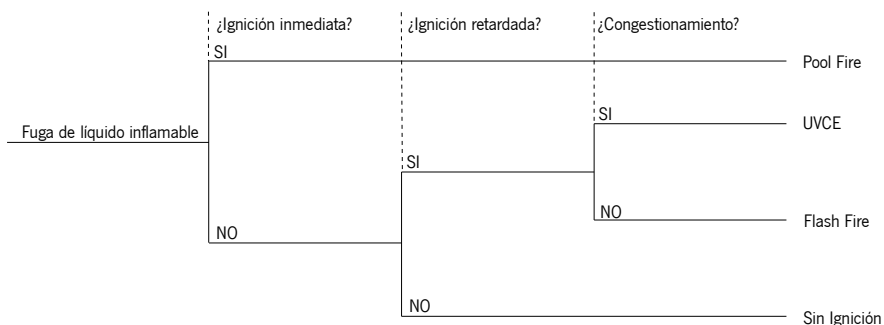 ¿Ignición inmediata?
¿Ignición retardada?
¿Congestionamiento?
SI
Pool Fire
SI
UVCE
Fuga de líquido inflamable
SI
NO
Flash Fire
NO
NO
Sin Ignición